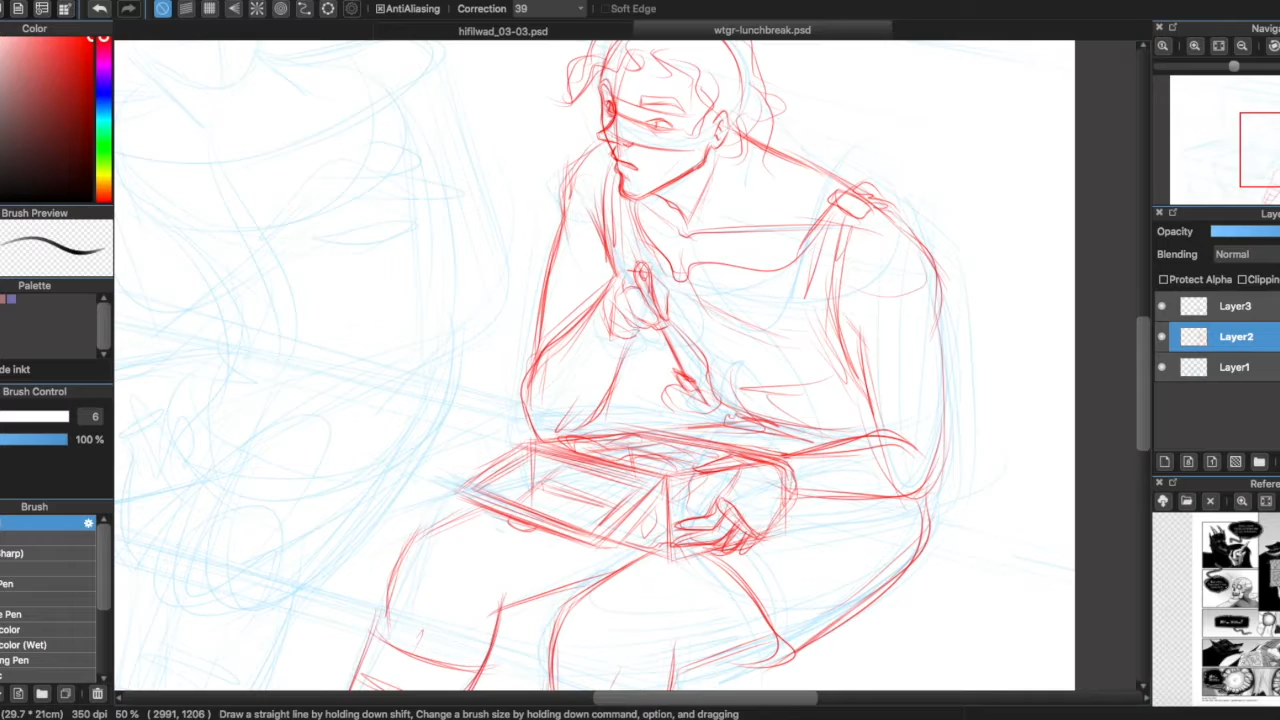 AntiAliasing Correction 39 Soft Edge
Color
hifilwad_03-03.psd
wtgr-lunchbreak.psd
Brush Preview
Palette
de inkt
Brush Control
6
100 %
Brush
harp)
Pen
e Pen
color
color (Wet)
ng Pen
Naviga
Laye
Opacity
Blending Normal
Protect Alpha Clippin
Layer3
Layer2
Layer1
Refere
(29.7 * 21cm) 350 dpi 50 % ( 2991, 1206 ) Draw a straight line by holding down shift, Change a brush size by holding down command, option, and dragging